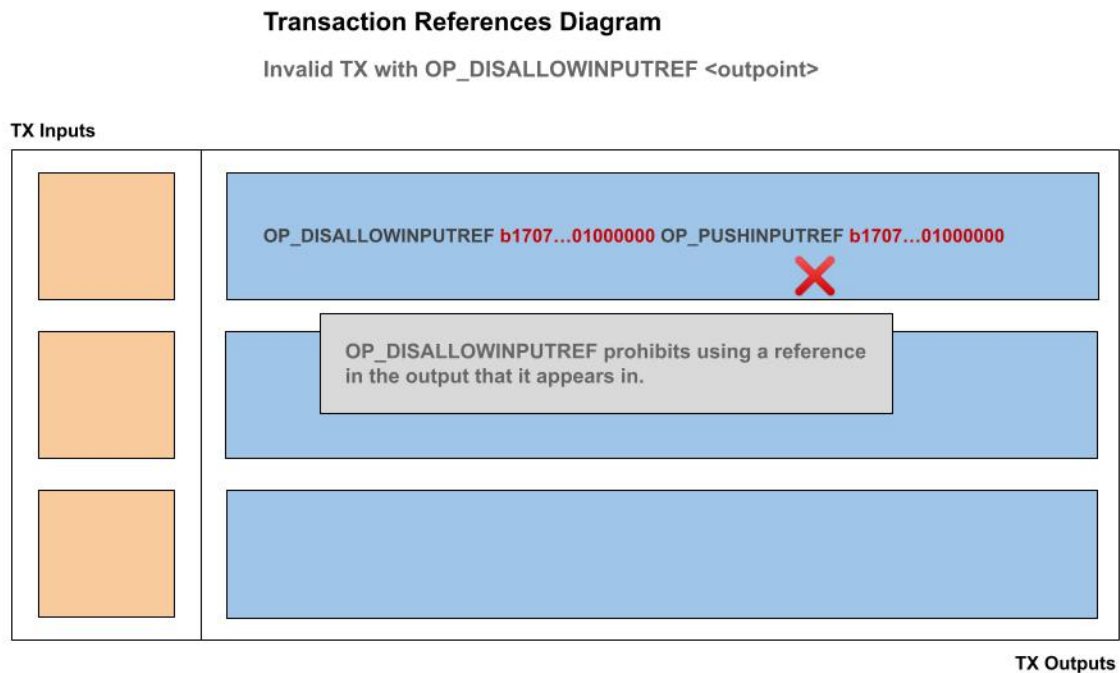 Transaction References Diagram
Invalid TX with OP_DISALLOWINPUTREF <outpoint>
TX Inputs
OP_DISALLOWINPUTREF b1707...01000000 OP_PUSHINPUTREF b1707...01000000
OP_DISALLOWINPUTREF prohibits using a reference
in the output that it appears in.
TX Outputs